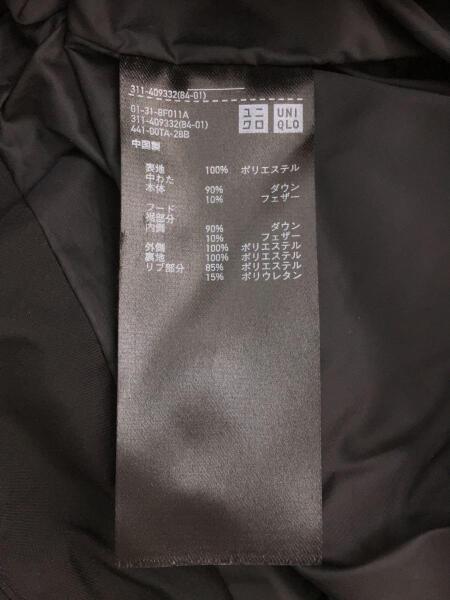 311-409332(84-01)
01-31-BF011A
311-409332(84-01)
441-00TA-28B
中国製
ユニ
クロ
UNI
QLO
表地 100% ポリエステル
中わた
本体 90% ダウン
10% フェザー
フード
裾部分
内側 90% ダウン
10% フェザー
外側 100% ポリエステル
裏地 100% ポリエステル
リブ部分 85% ポリエステル
15% ポリウレタン